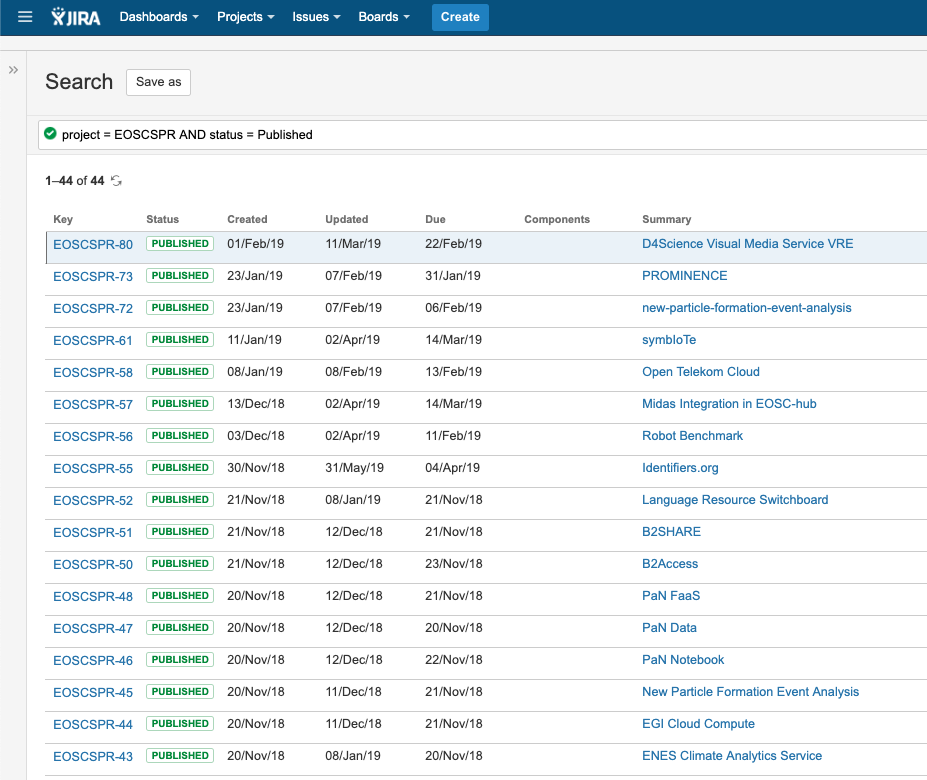 JIRA Dashboards Projects Issues Boards Create
Search Save as
project = EOSCSPR AND status = Published
1–44 of 44
Key Status Created Updated Due Components Summary
EOSCSPR-80 PUBLISHED 01/Feb/19 11/Mar/19 22/Feb/19 D4Science Visual Media Service VRE
EOSCSPR-73 PUBLISHED 23/Jan/19 07/Feb/19 31/Jan/19 PROMINENCE
EOSCSPR-72 PUBLISHED 23/Jan/19 07/Feb/19 06/Feb/19 new-particle-formation-event-analysis
EOSCSPR-61 PUBLISHED 11/Jan/19 02/Apr/19 14/Mar/19 symbIoTe
EOSCSPR-58 PUBLISHED 08/Jan/19 08/Feb/19 13/Feb/19 Open Telekom Cloud
EOSCSPR-57 PUBLISHED 13/Dec/18 02/Apr/19 14/Mar/19 Midas Integration in EOSC-hub
EOSCSPR-56 PUBLISHED 03/Dec/18 02/Apr/19 11/Feb/19 Robot Benchmark
EOSCSPR-55 PUBLISHED 30/Nov/18 31/May/19 04/Apr/19 Identifiers.org
EOSCSPR-52 PUBLISHED 21/Nov/18 08/Jan/19 21/Nov/18 Language Resource Switchboard
EOSCSPR-51 PUBLISHED 21/Nov/18 12/Dec/18 21/Nov/18 B2SHARE
EOSCSPR-50 PUBLISHED 21/Nov/18 12/Dec/18 23/Nov/18 B2Access
EOSCSPR-48 PUBLISHED 20/Nov/18 12/Dec/18 21/Nov/18 PaN FaaS
EOSCSPR-47 PUBLISHED 20/Nov/18 12/Dec/18 20/Nov/18 PaN Data
EOSCSPR-46 PUBLISHED 20/Nov/18 12/Dec/18 22/Nov/18 PaN Notebook
EOSCSPR-45 PUBLISHED 20/Nov/18 11/Dec/18 21/Nov/18 New Particle Formation Event Analysis
EOSCSPR-44 PUBLISHED 20/Nov/18 11/Dec/18 21/Nov/18 EGI Cloud Compute
EOSCSPR-43 PUBLISHED 20/Nov/18 08/Jan/19 20/Nov/18 ENES Climate Analytics Service